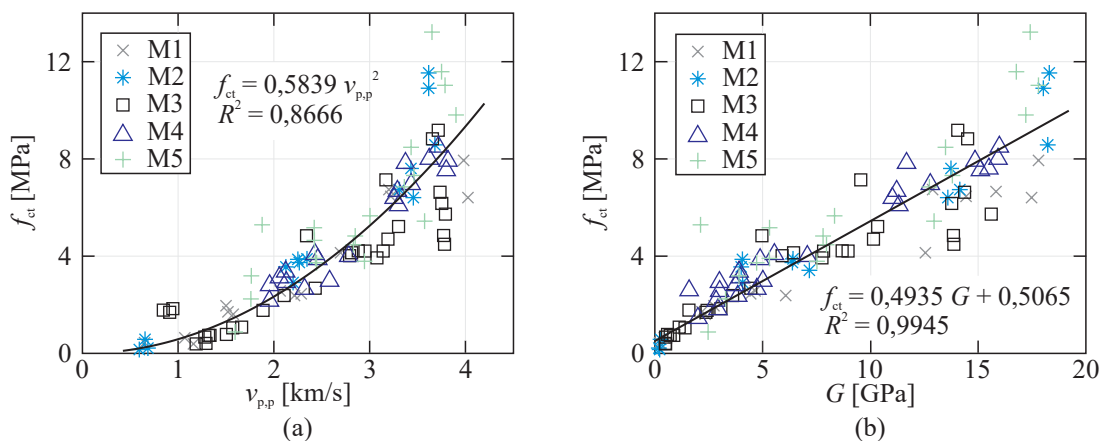 M1
M2
M3
M4
M5
f_ct = 0,5839 v_p,p^2
R^2 = 0,8666
12
8
4
0
f_ct [MPa]
0 1 2 3 4
v_p,p [km/s]
(a)
M1
M2
M3
M4
M5
f_ct = 0,4935 G + 0,5065
R^2 = 0,9945
12
8
4
0
f_ct [MPa]
0 5 10 15 20
G [GPa]
(b)